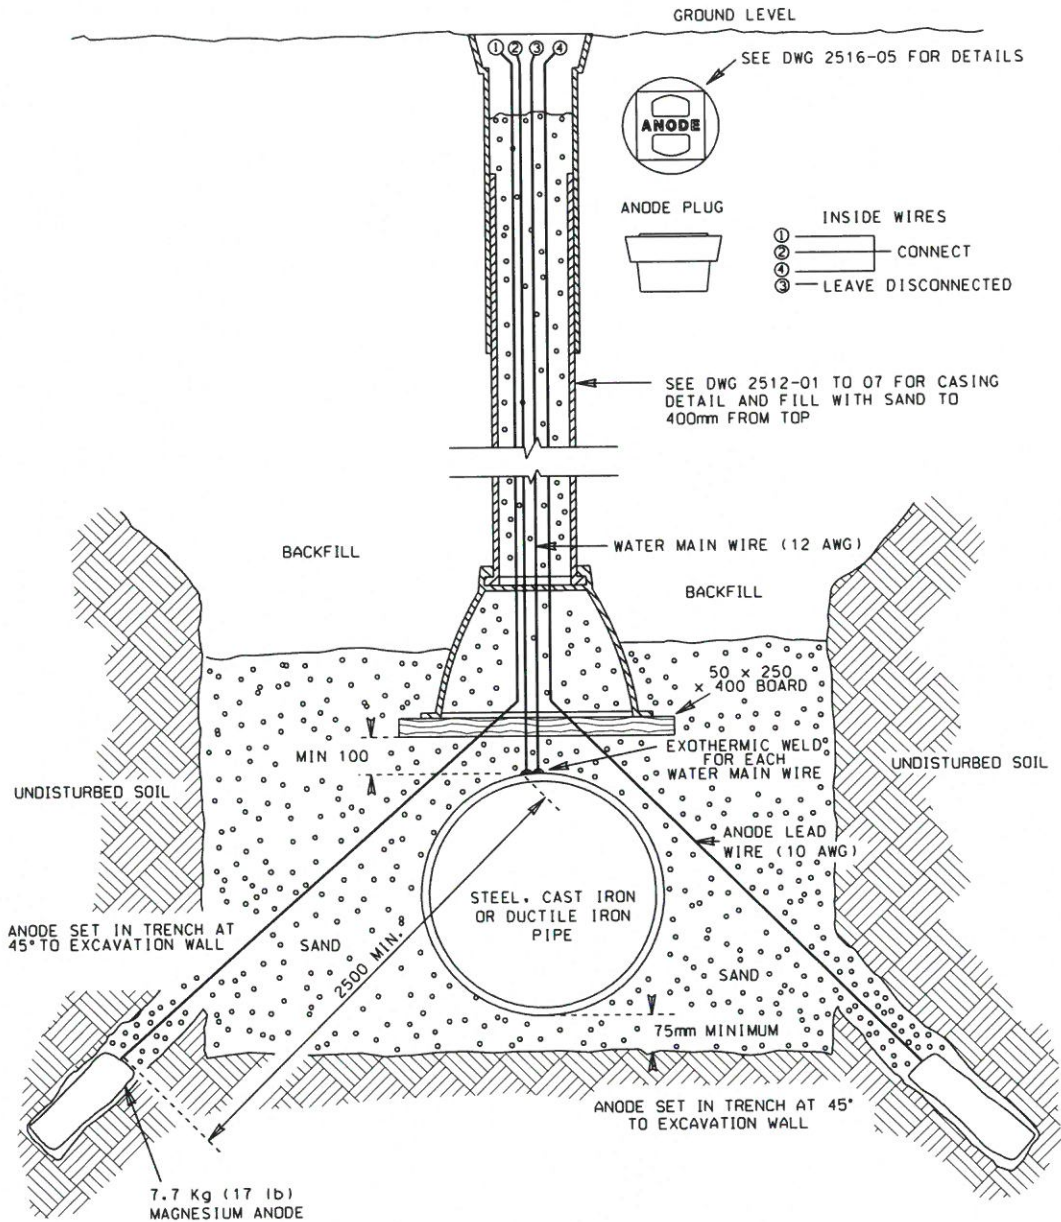 GROUND LEVEL
① ② ③ ④
SEE DWG 2516-05 FOR DETAILS
ANODE
ANODE PLUG
INSIDE WIRES
①
② CONNECT
④
③ LEAVE DISCONNECTED
SEE DWG 2512-01 TO 07 FOR CASING
DETAIL AND FILL WITH SAND TO
400mm FROM TOP
BACKFILL
WATER MAIN WIRE (12 AWG)
BACKFILL
50 x 250
x 400 BOARD
MIN 100
EXOTHERMIC WELD
FOR EACH
WATER MAIN WIRE
UNDISTURBED SOIL
UNDISTURBED SOIL
ANODE LEAD
WIRE (10 AWG)
STEEL, CAST IRON
OR DUCTILE IRON
PIPE
ANODE SET IN TRENCH AT
45° TO EXCAVATION WALL
SAND
2500 MIN.
SAND
75mm MINIMUM
ANODE SET IN TRENCH AT 45°
TO EXCAVATION WALL
7.7 Kg (17 lb)
MAGNESIUM ANODE